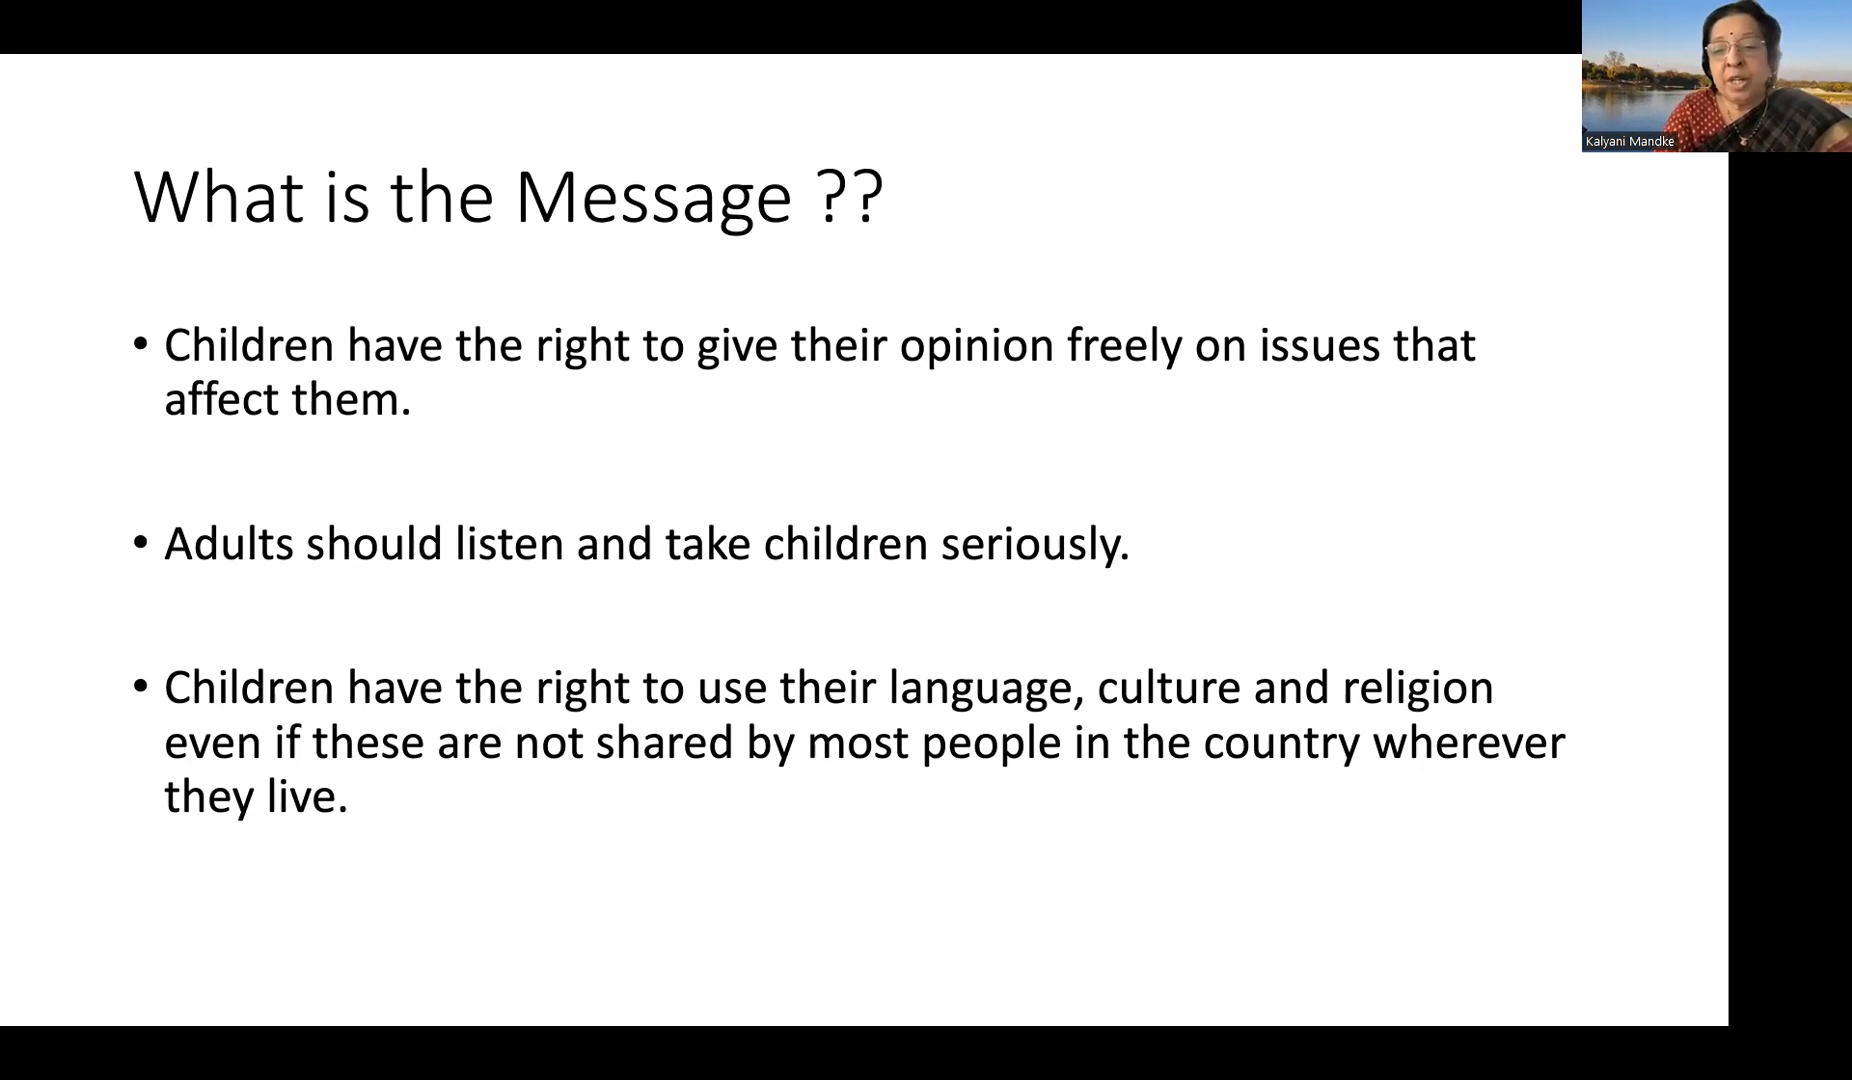 Kalyani Mandke
What is the Message ??
• Children have the right to give their opinion freely on issues that
affect them.
• Adults should listen and take children seriously.
• Children have the right to use their language, culture and religion
even if these are not shared by most people in the country wherever
they live.